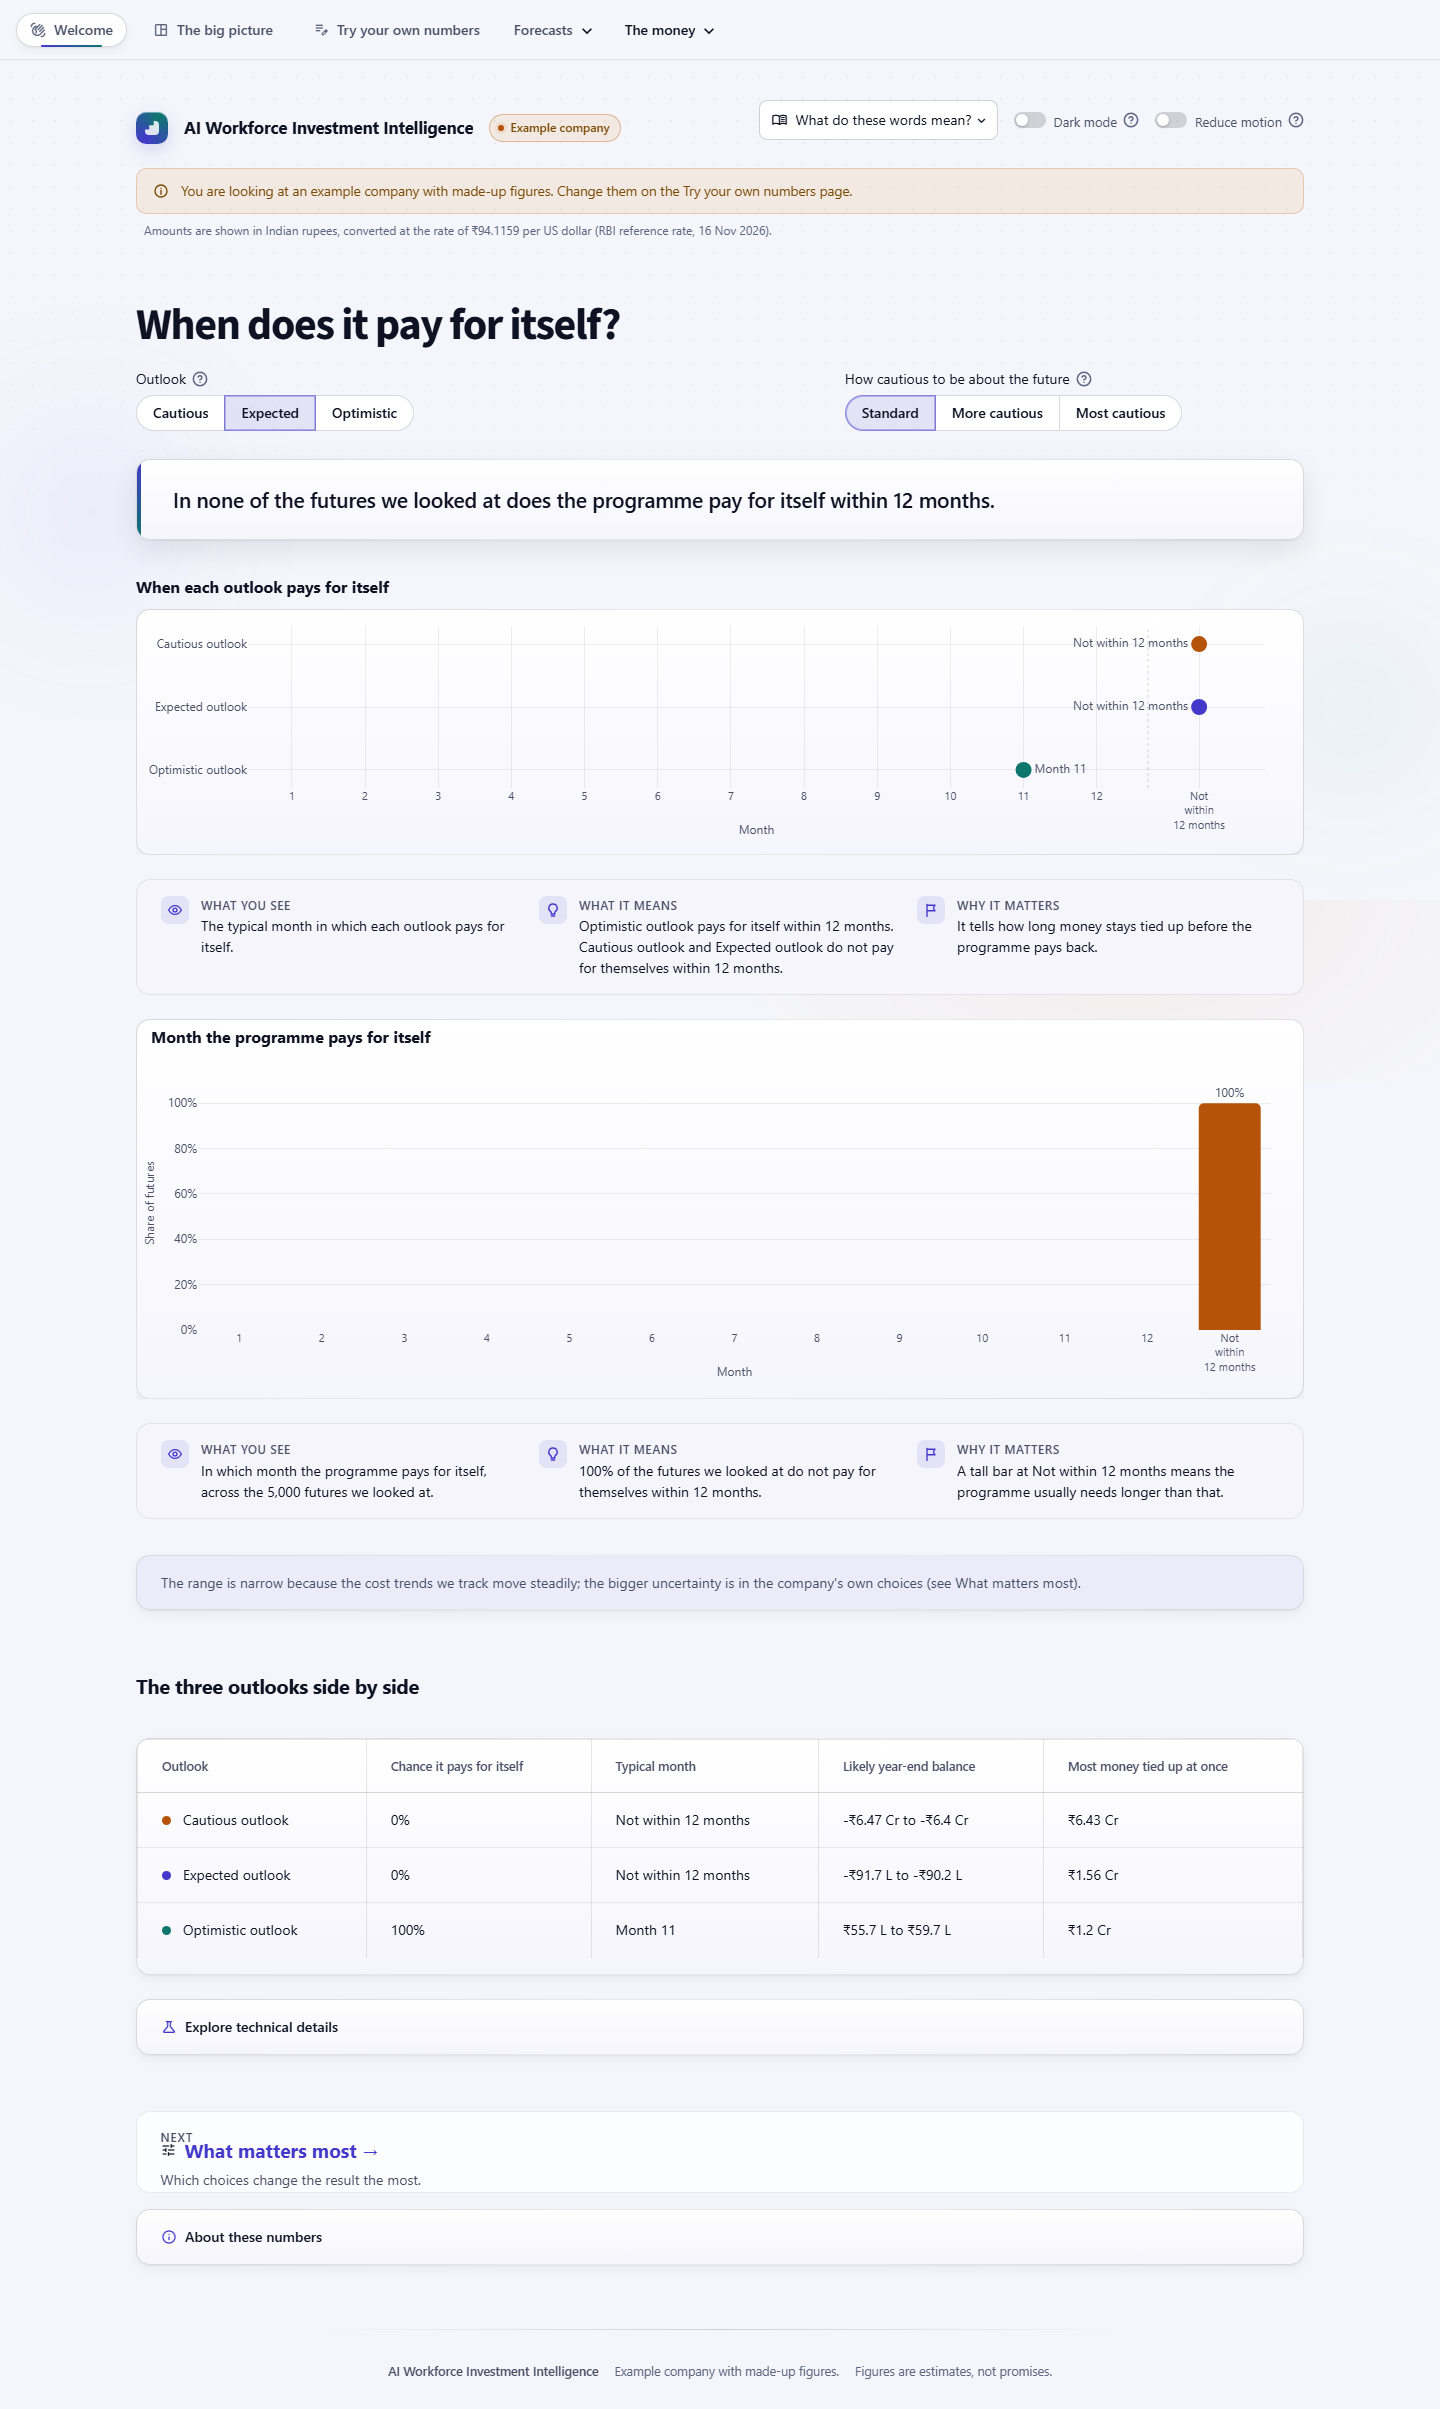 Welcome
The big picture
Try your own numbers
Forecasts
The money
AI Workforce Investment Intelligence
Example company
What do these words mean?
Dark mode
Reduce motion
You are looking at an example company with made-up figures. Change them on the Try your own numbers page.
Amounts are shown in Indian rupees, converted at the rate of ₹94.1159 per US dollar (RBI reference rate, 16 Nov 2026).
When does it pay for itself?
Outlook
Cautious
Expected
Optimistic
How cautious to be about the future
Standard
More cautious
Most cautious
In none of the futures we looked at does the programme pay for itself within 12 months.
When each outlook pays for itself
Cautious outlook
Not within 12 months
Expected outlook
Not within 12 months
Optimistic outlook
Month 11
1 2 3 4 5 6 7 8 9 10 11 12
Not
within
12 months
Month
WHAT YOU SEE
The typical month in which each outlook pays for
itself.
WHAT IT MEANS
Optimistic outlook pays for itself within 12 months.
Cautious outlook and Expected outlook do not pay
for themselves within 12 months.
WHY IT MATTERS
It tells how long money stays tied up before the
programme pays back.
Month the programme pays for itself
100%
100%
80%
60%
40%
20%
0%
Share of futures
1 2 3 4 5 6 7 8 9 10 11 12
Not
within
12 months
Month
WHAT YOU SEE
In which month the programme pays for itself,
across the 5,000 futures we looked at.
WHAT IT MEANS
100% of the futures we looked at do not pay for
themselves within 12 months.
WHY IT MATTERS
A tall bar at Not within 12 months means the
programme usually needs longer than that.
The range is narrow because the cost trends we track move steadily; the bigger uncertainty is in the company's own choices (see What matters most).
The three outlooks side by side
Outlook Chance it pays for itself Typical month Likely year-end balance Most money tied up at once
Cautious outlook 0% Not within 12 months -₹6.47 Cr to -₹6.4 Cr ₹6.43 Cr
Expected outlook 0% Not within 12 months -₹91.7 L to -₹90.2 L ₹1.56 Cr
Optimistic outlook 100% Month 11 ₹55.7 L to ₹59.7 L ₹1.2 Cr
Explore technical details
NEXT
What matters most →
Which choices change the result the most.
About these numbers
AI Workforce Investment Intelligence Example company with made-up figures. Figures are estimates, not promises.